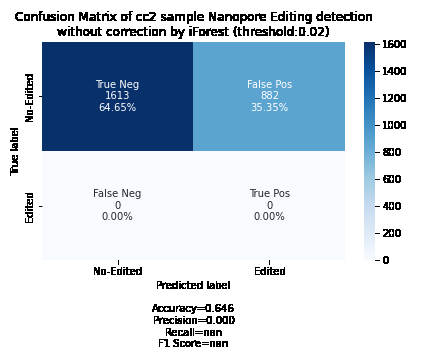 Confusion Matrix of cc2 sample Nanopore Editing detection
without correction by iForest (threshold:0.02)
True Neg
1613
64.65%
False Pos
882
35.35%
False Neg
0
0.00%
True Pos
0
0.00%
True label
No-Edited
Edited
No-Edited
Edited
Predicted label
1600
1400
1200
1000
800
600
400
200
0
Accuracy=0.646
Precision=0.000
Recall=nan
F1 Score=nan